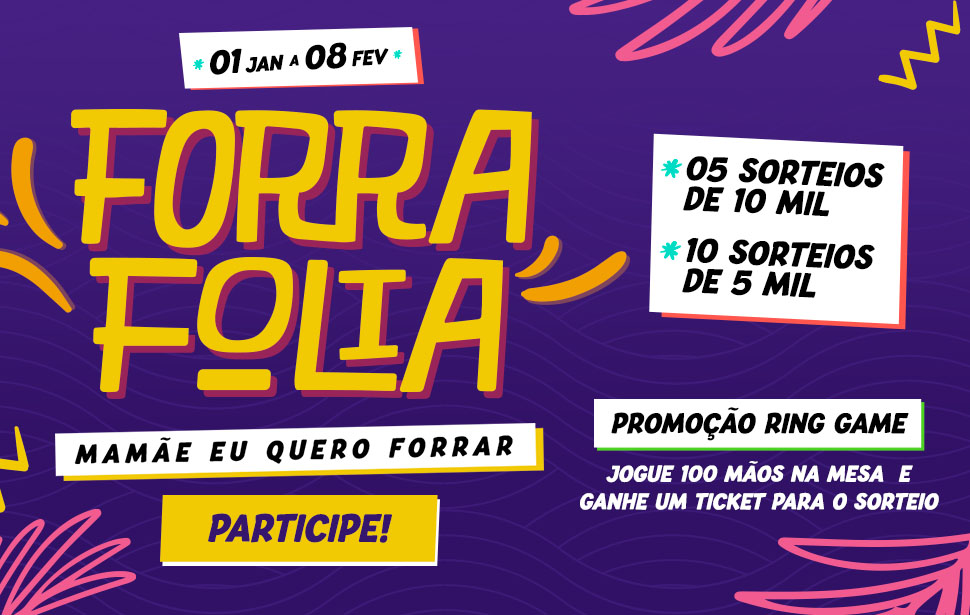 * 01 JAN A 08 FEV *
FORRA
FOLIA
MAMÃE EU QUERO FORRAR
PARTICIPE!
* 05 SORTEIOS
DE 10 MIL
* 10 SORTEIOS
DE 5 MIL
PROMOÇÃO RING GAME
JOGUE 100 MÃOS NA MESA E
GANHE UM TICKET PARA O SORTEIO